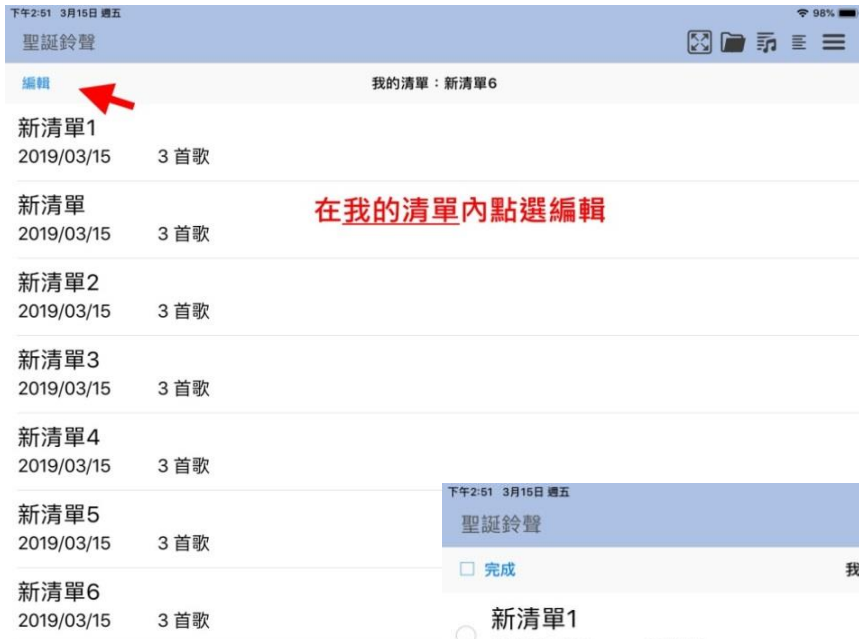 下午2:51 3月15日 週五
98%
聖誕鈴聲
編輯
我的清單：新清單6
新清單1
2019/03/15 3 首歌
新清單
2019/03/15 3 首歌
在我的清單內點選編輯
新清單2
2019/03/15 3 首歌
新清單3
2019/03/15 3 首歌
新清單4
2019/03/15 3 首歌
新清單5
2019/03/15 3 首歌
新清單6
2019/03/15 3 首歌
下午2:51 3月15日 週五
聖誕鈴聲
完成
我
新清單1